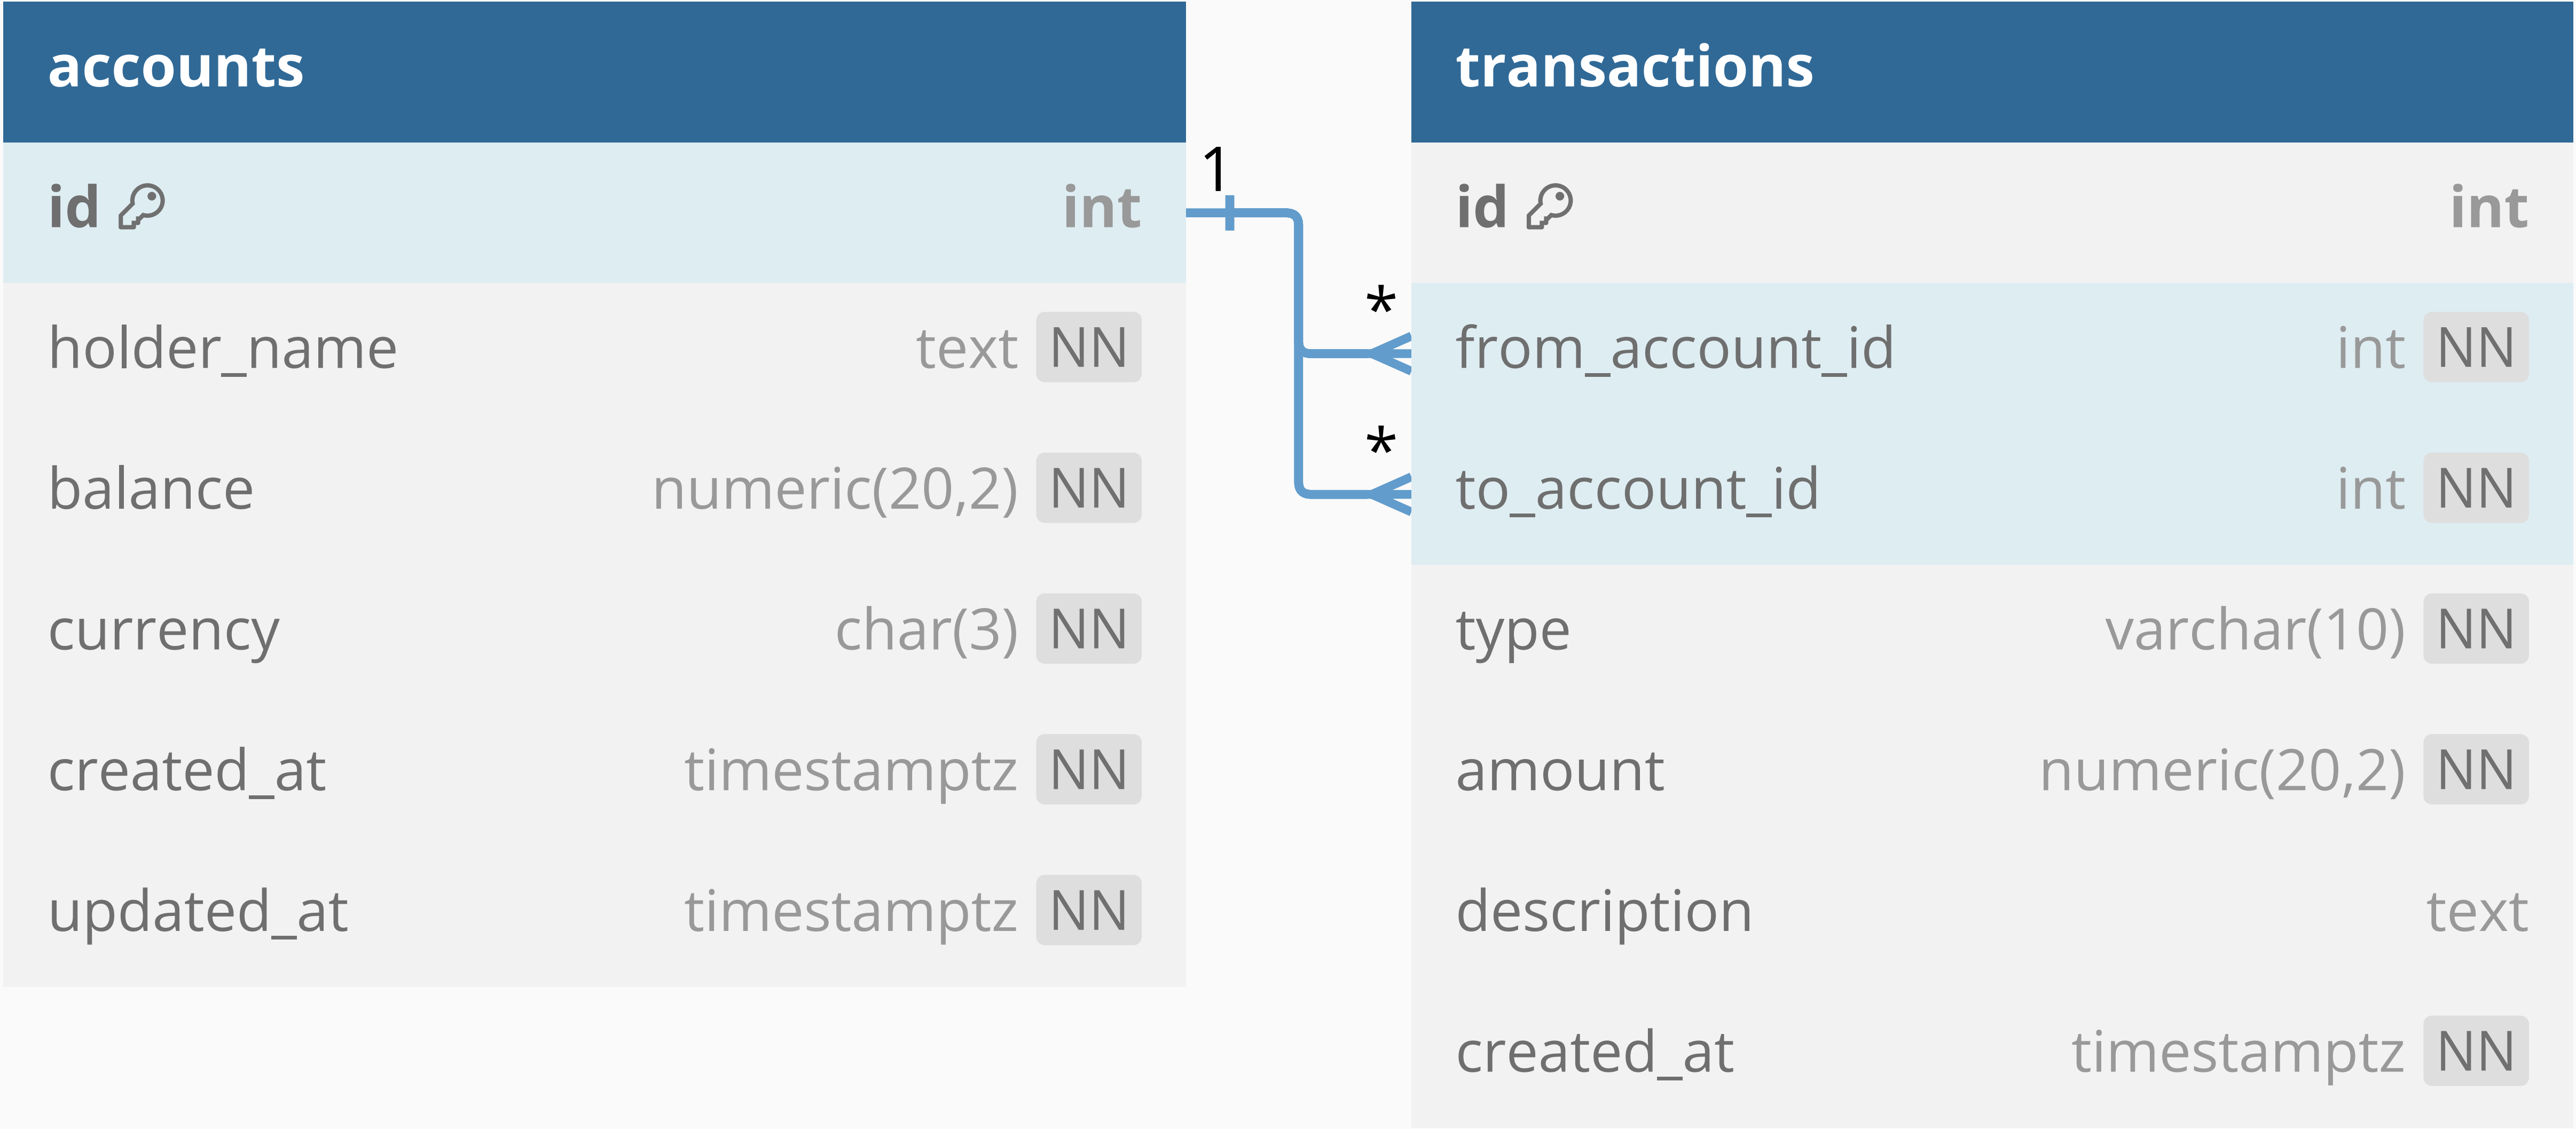 accounts
id int
holder_name text NN
balance numeric(20,2) NN
currency char(3) NN
created_at timestamptz NN
updated_at timestamptz NN
1
*
*
transactions
id int
from_account_id int NN
to_account_id int NN
type varchar(10) NN
amount numeric(20,2) NN
description text
created_at timestamptz NN